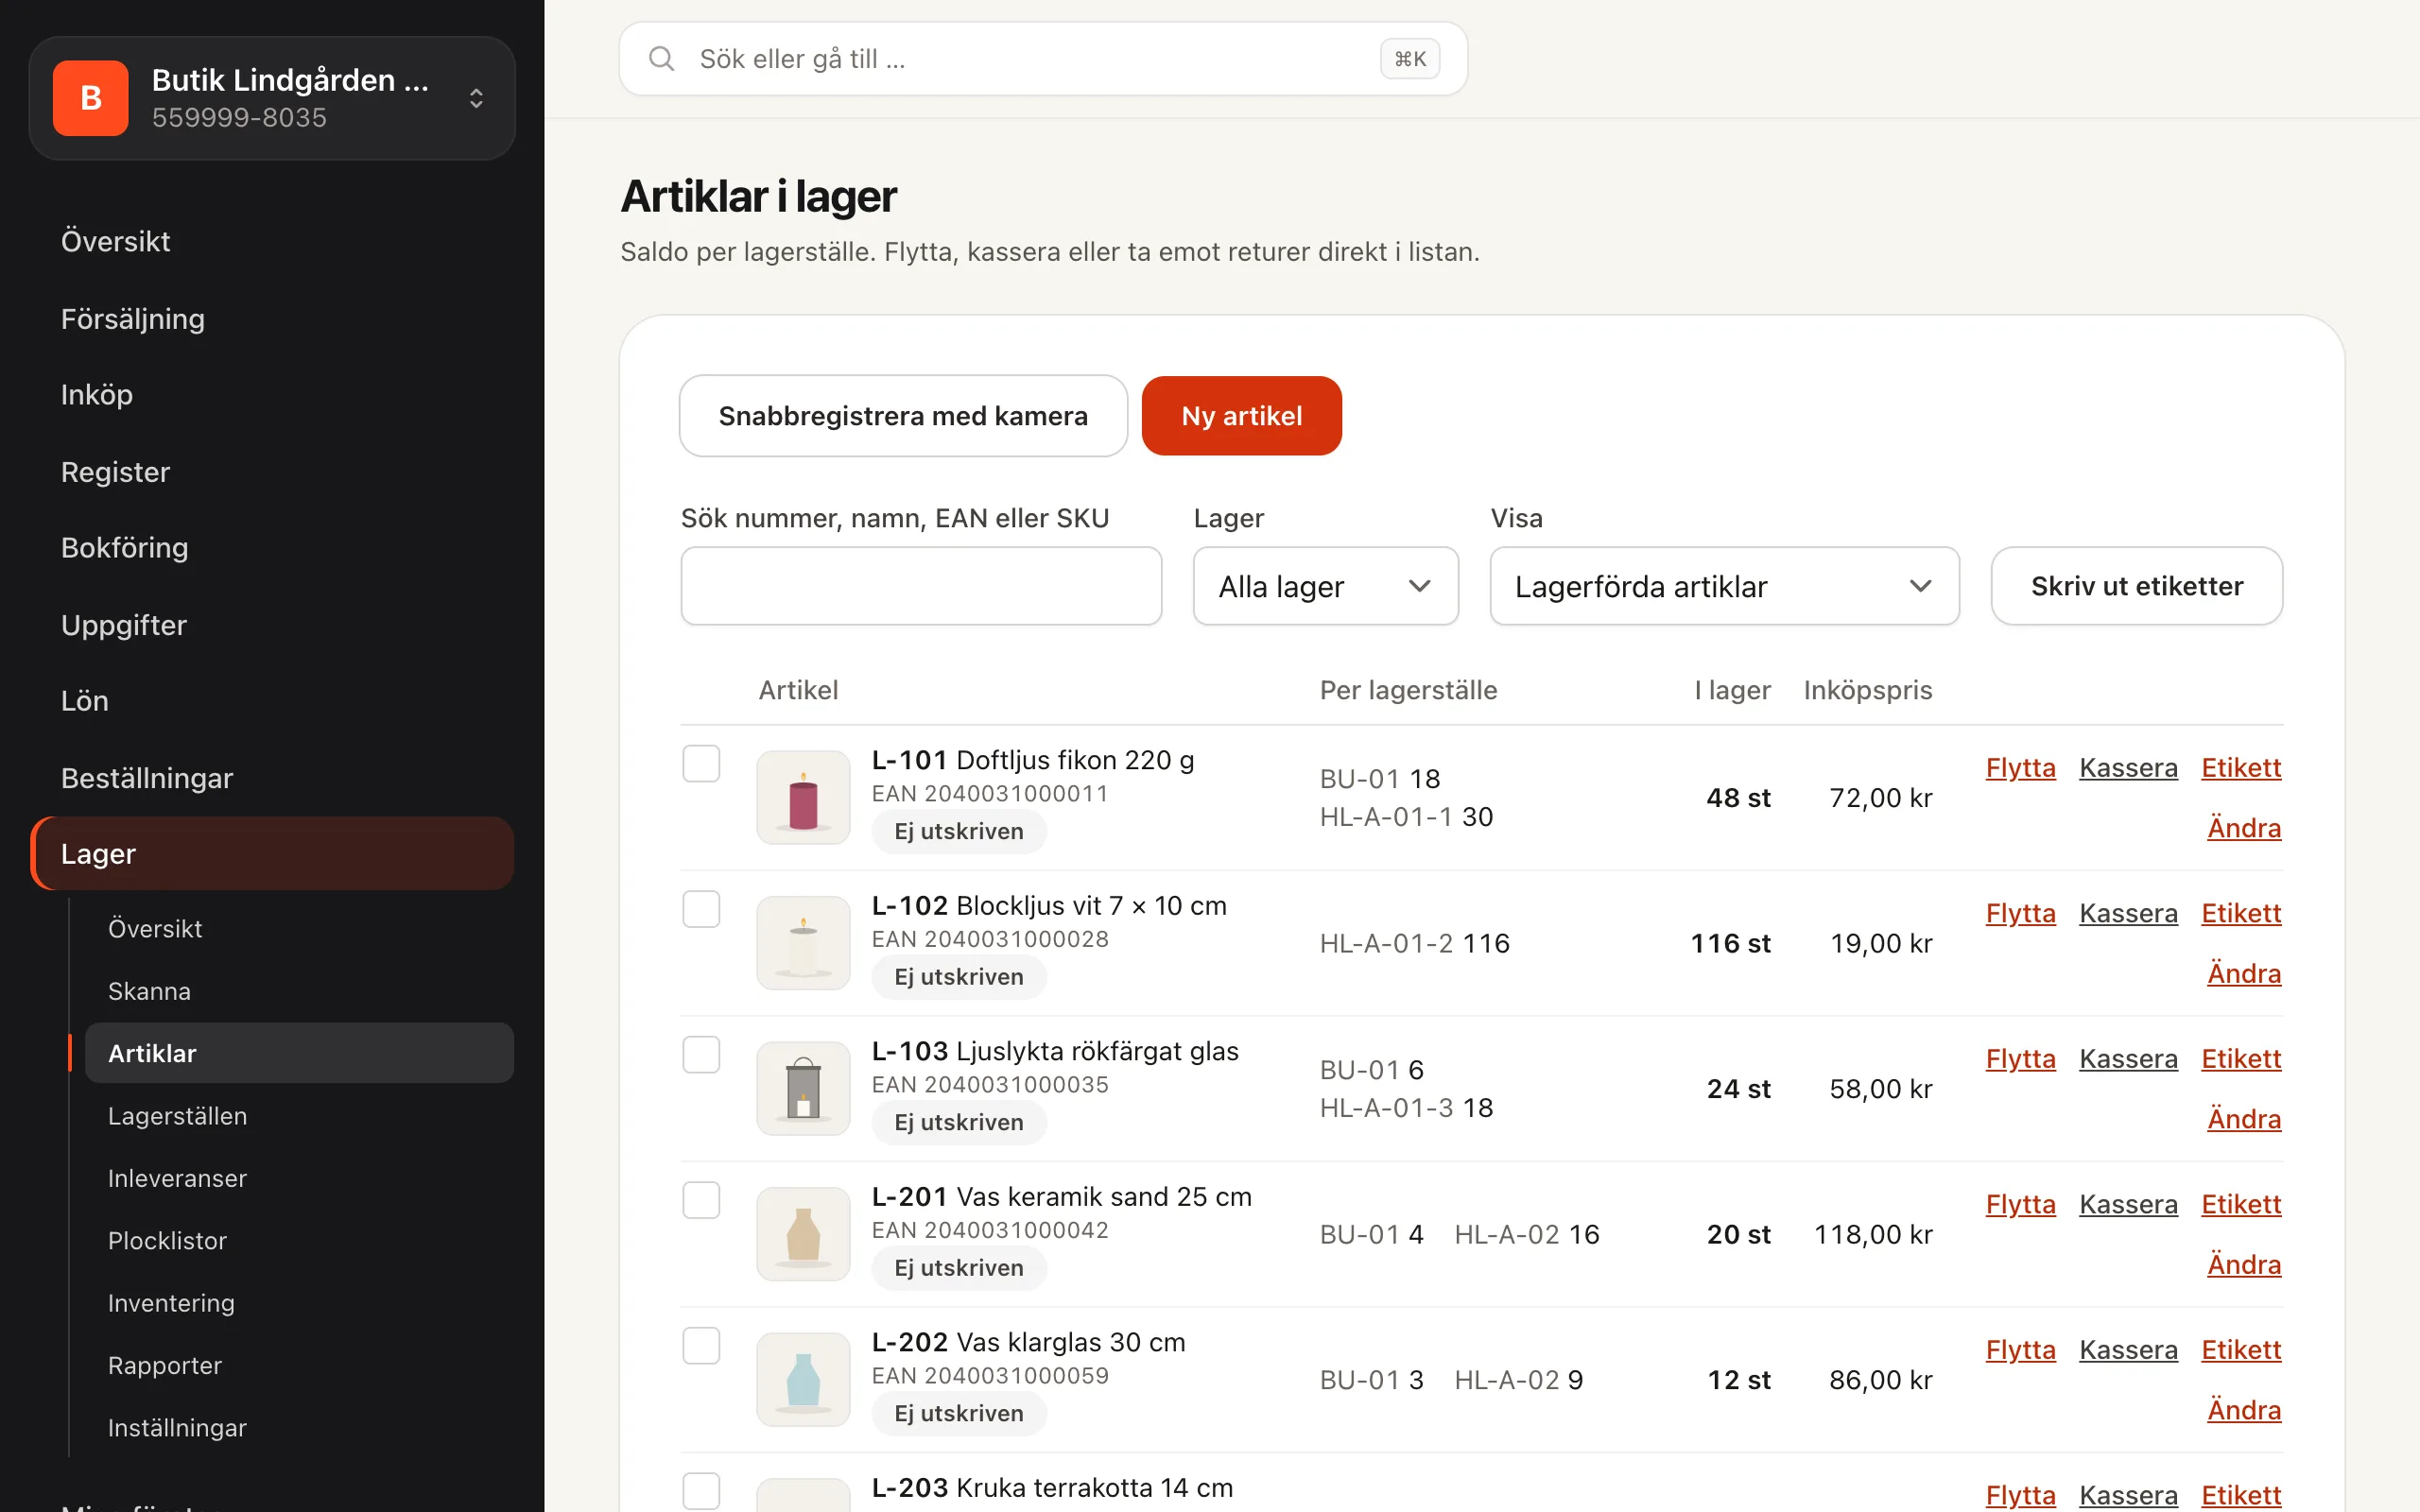 B
Butik Lindgården ...
559999-8035
Översikt
Försäljning
Inköp
Register
Bokföring
Uppgifter
Lön
Beställningar
Lager
Översikt
Skanna
Artiklar
Lagerställen
Inleveranser
Plocklistor
Inventering
Rapporter
Inställningar
Sök eller gå till ...
⌘K
Artiklar i lager
Saldo per lagerställe. Flytta, kassera eller ta emot returer direkt i listan.
Snabbregistrera med kamera
Ny artikel
Sök nummer, namn, EAN eller SKU
Lager
Visa
Alla lager
Lagerförda artiklar
Skriv ut etiketter
Artikel Per lagerställe I lager Inköpspris
L-101 Doftljus fikon 220 g
EAN 2040031000011
Ej utskriven
BU-01 18
HL-A-01-1 30
48 st
72,00 kr
Flytta Kassera Etikett
Ändra
L-102 Blockljus vit 7 × 10 cm
EAN 2040031000028
Ej utskriven
HL-A-01-2 116
116 st
19,00 kr
Flytta Kassera Etikett
Ändra
L-103 Ljuslykta rökfärgat glas
EAN 2040031000035
Ej utskriven
BU-01 6
HL-A-01-3 18
24 st
58,00 kr
Flytta Kassera Etikett
Ändra
L-201 Vas keramik sand 25 cm
EAN 2040031000042
Ej utskriven
BU-01 4 HL-A-02 16
20 st
118,00 kr
Flytta Kassera Etikett
Ändra
L-202 Vas klarglas 30 cm
EAN 2040031000059
Ej utskriven
BU-01 3 HL-A-02 9
12 st
86,00 kr
Flytta Kassera Etikett
Ändra
L-203 Kruka terrakotta 14 cm
Flytta Kassera Etikett